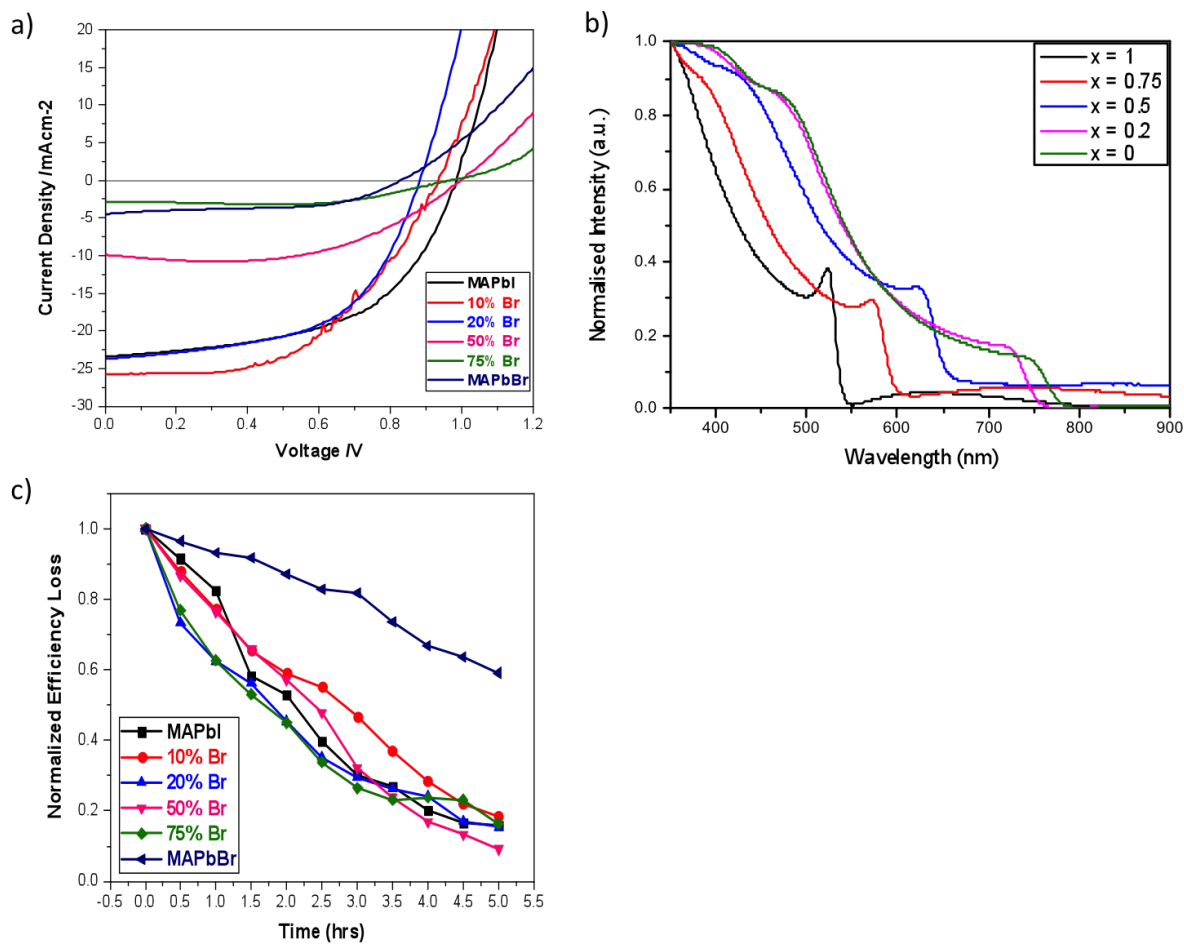 a)
20
15
10
5
0
-5
-10
-15
-20
-25
-30
Current Density /mAcm-2
0.0 0.2 0.4 0.6 0.8 1.0 1.2
Voltage /V
MAPbI
10% Br
20% Br
50% Br
75% Br
MAPbBr
b)
1.0
0.8
0.6
0.4
0.2
0.0
Normalised Intensity (a.u.)
400 500 600 700 800 900
Wavelength (nm)
x = 1
x = 0.75
x = 0.5
x = 0.2
x = 0
c)
1.0
0.8
0.6
0.4
0.2
0.0
Normalized Efficiency Loss
-0.5 0.0 0.5 1.0 1.5 2.0 2.5 3.0 3.5 4.0 4.5 5.0 5.5
Time (hrs)
MAPbI
10% Br
20% Br
50% Br
75% Br
MAPbBr